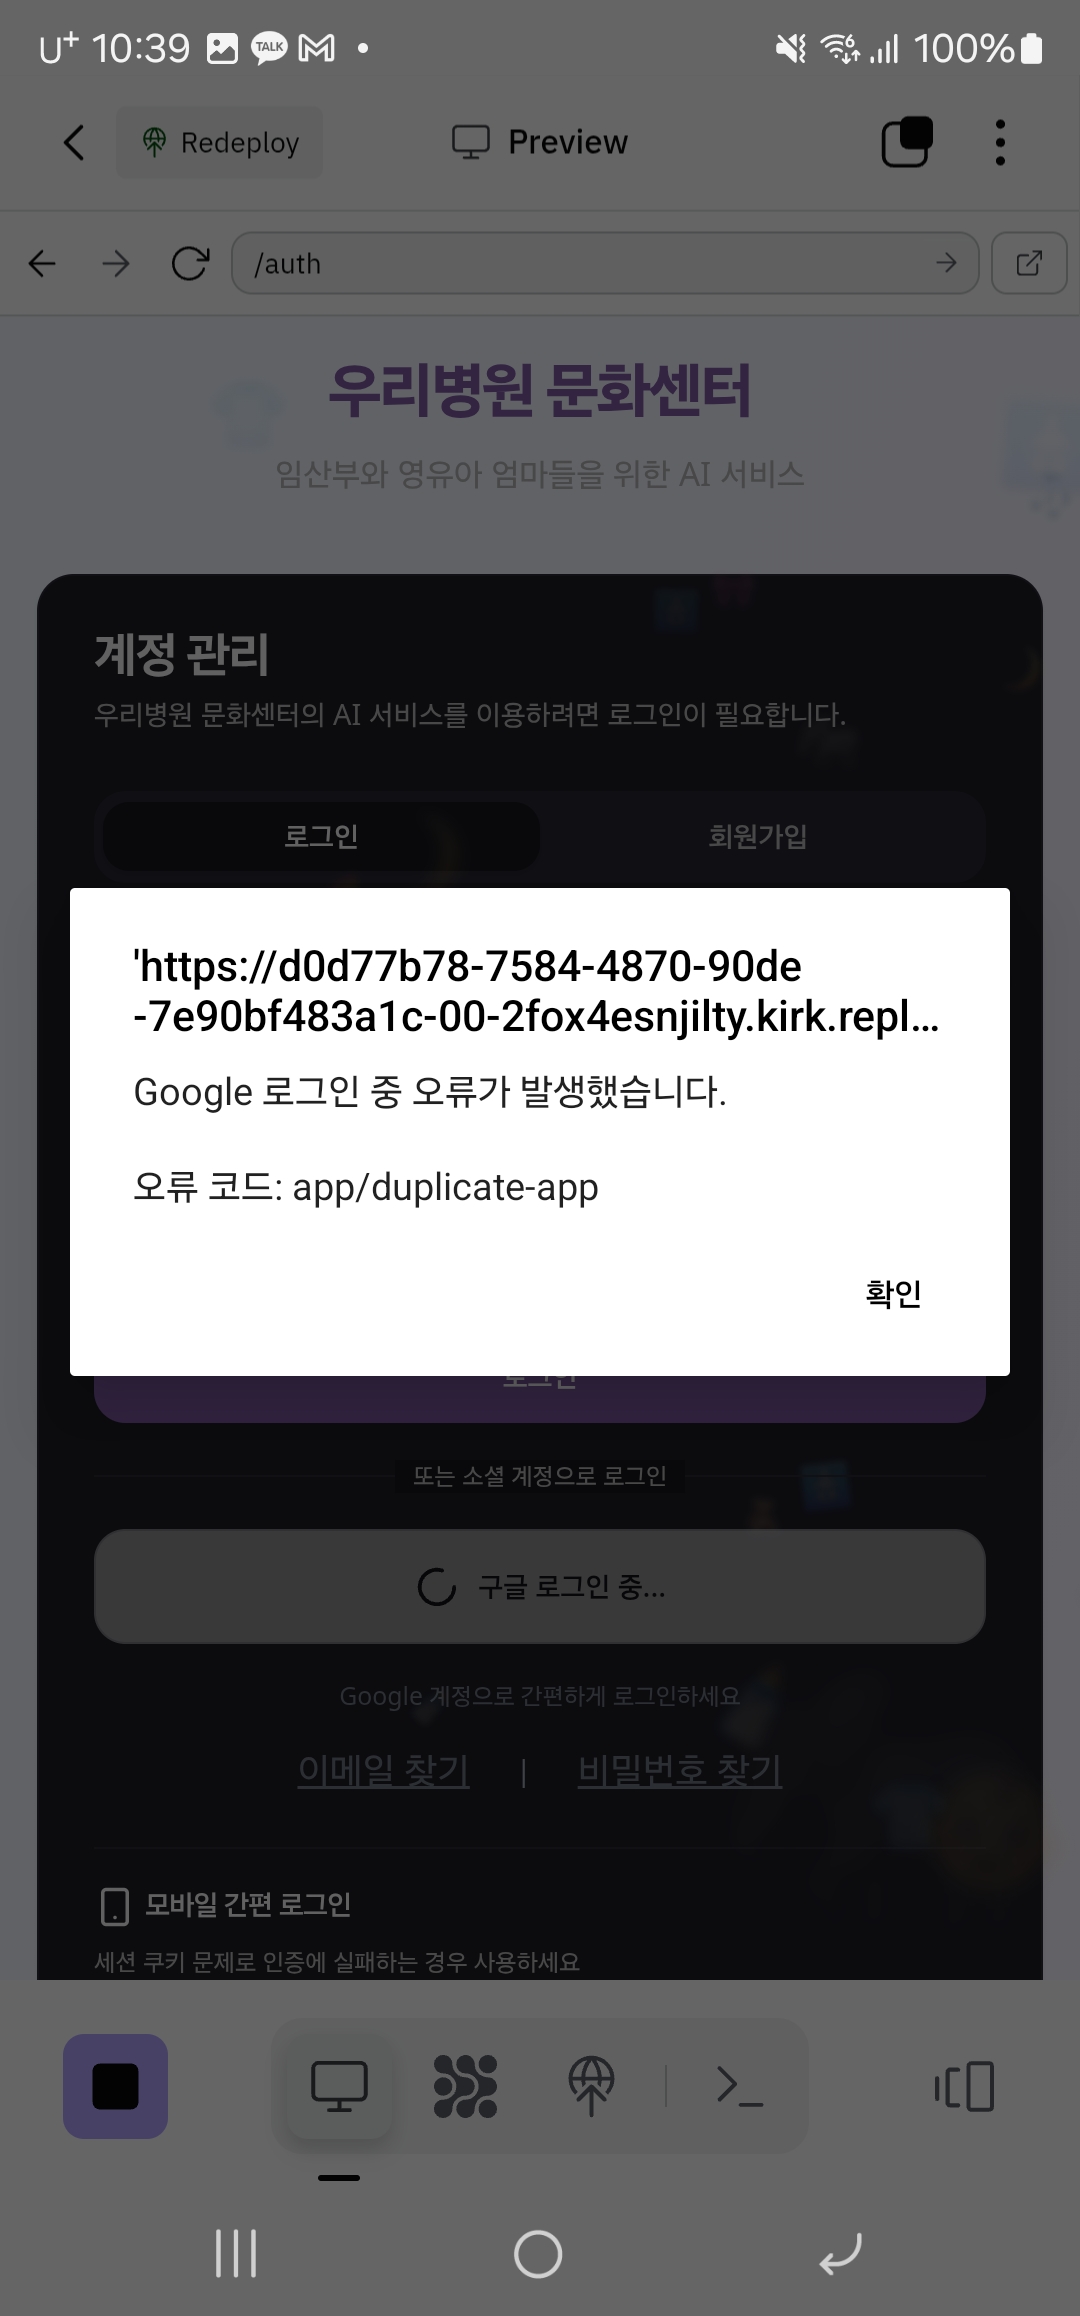 U+ 10:39 TALK 100%
Redeploy Preview
/auth
우리병원 문화센터
임산부와 영유아 엄마들을 위한 AI 서비스
계정 관리
우리병원 문화센터의 AI 서비스를 이용하려면 로그인이 필요합니다.
로그인 회원가입
'https://d0d77b78-7584-4870-90de
-7e90bf483a1c-00-2fox4esnjilty.kirk.repl...
Google 로그인 중 오류가 발생했습니다.
오류 코드: app/duplicate-app
확인
로그인
또는 소셜 계정으로 로그인
구글 로그인 중...
Google 계정으로 간편하게 로그인하세요
이메일 찾기 | 비밀번호 찾기
모바일 간편 로그인
세션 쿠키 문제로 인증에 실패하는 경우 사용하세요